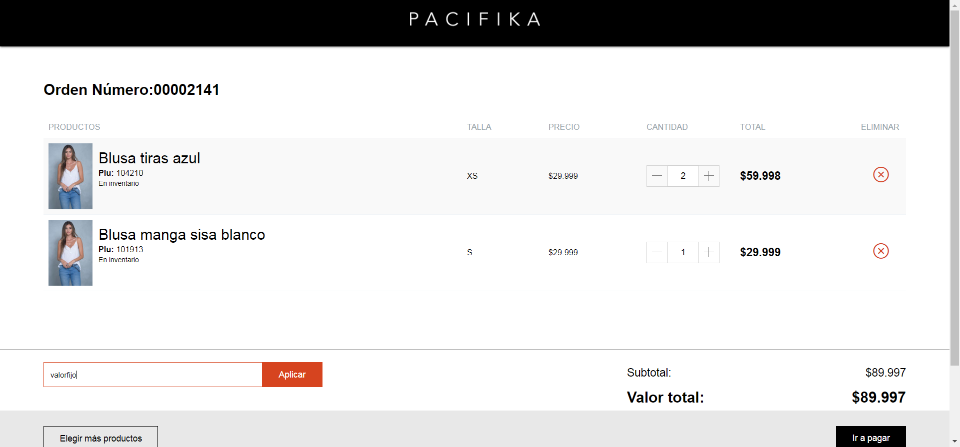 PACIFIKA
Orden Número:00002141
PRODUCTOS TALLA PRECIO CANTIDAD TOTAL ELIMINAR
Blusa tiras azul
Plu: 104210
En inventario
XS $29.999 2 $59.998
Blusa manga sisa blanco
Plu: 101913
En inventario
S $29.999 1 $29.999
valorfijo Aplicar
Subtotal: $89.997
Valor total: $89.997
Elegir más productos Ir a pagar